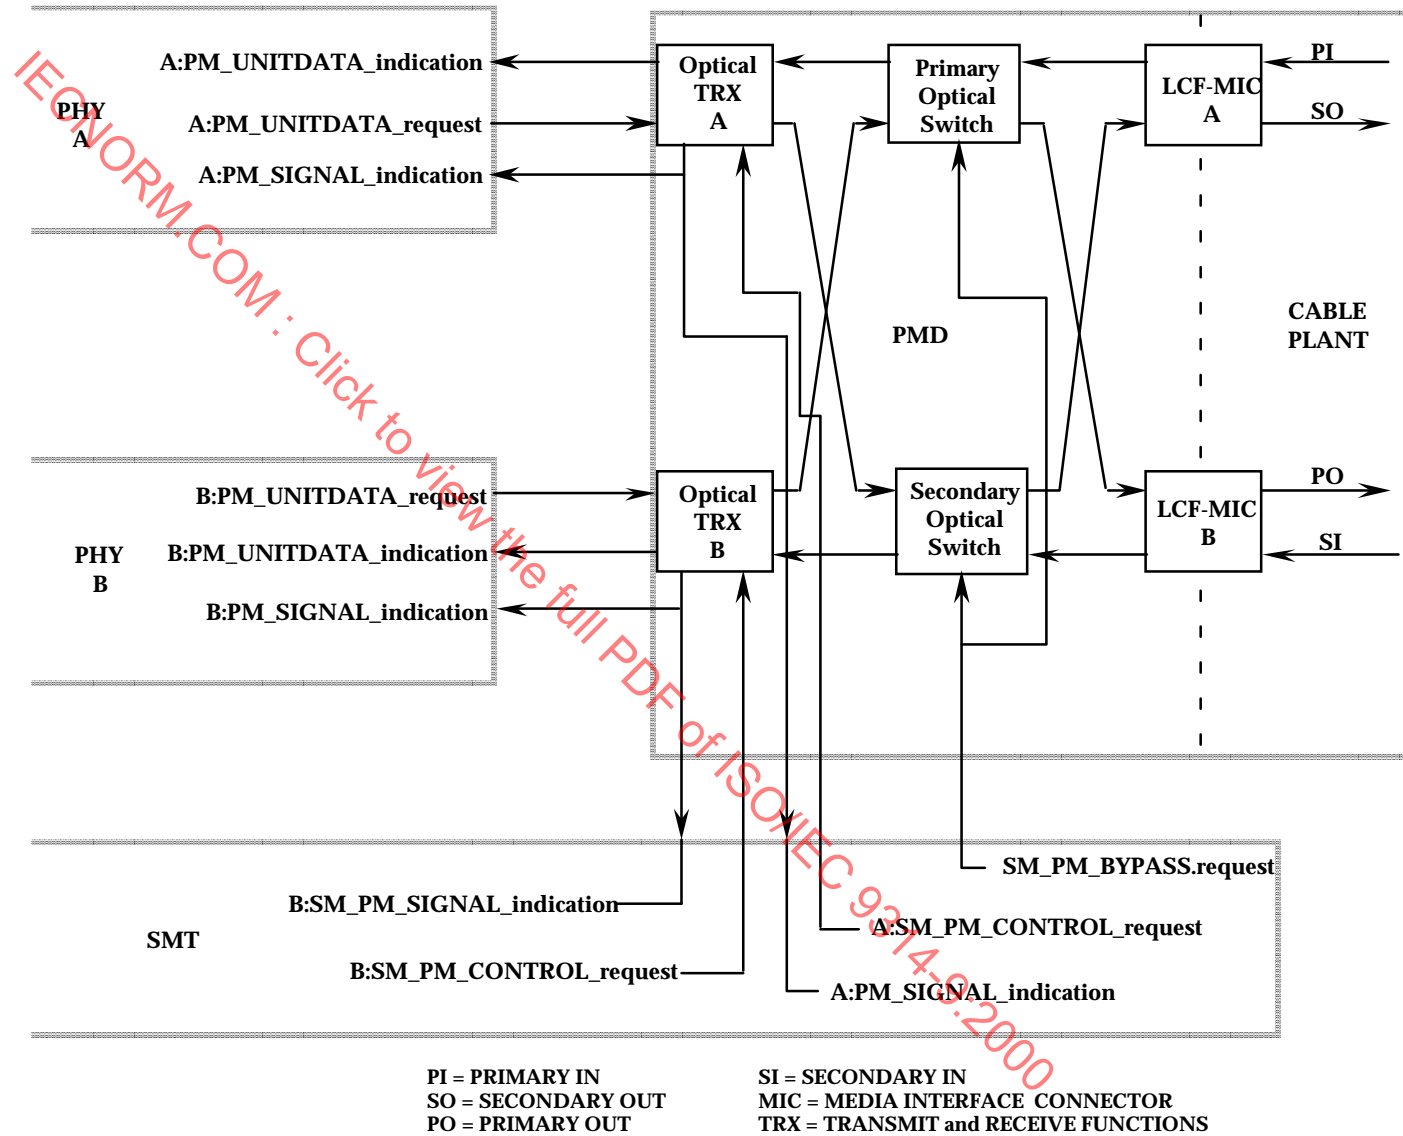 A:PM_UNITDATA_indication
PHY
A
A:PM_UNITDATA_request
A:PM_SIGNAL_indication
Optical
TRX
A
Primary
Optical
Switch
LCF-MIC
A
PI
SO
PMD
CABLE
PLANT
B:PM_UNITDATA_request
PHY
B
B:PM_UNITDATA_indication
B:PM_SIGNAL_indication
Optical
TRX
B
Secondary
Optical
Switch
LCF-MIC
B
PO
SI
SM_PM_BYPASS.request
B:SM_PM_SIGNAL_indication
A:SM_PM_CONTROL_request
SMT
B:SM_PM_CONTROL_request
A:PM_SIGNAL_indication
PI = PRIMARY IN
SO = SECONDARY OUT
PO = PRIMARY OUT
SI = SECONDARY IN
MIC = MEDIA INTERFACE CONNECTOR
TRX = TRANSMIT and RECEIVE FUNCTIONS
IECNORM.COM : Click to view the full PDF of ISO/IEC 9314-9:2000